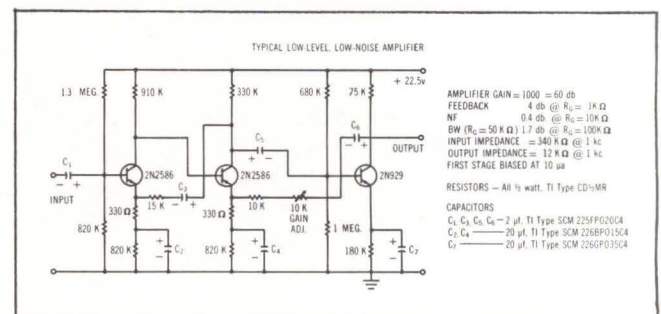 TYPICAL LOW-LEVEL, LOW-NOISE AMPLIFIER
+ 22.5v
1.3 MEG.
910 K
330 K
680 K
75 K
C6
C5
+ -
- +
OUTPUT
C1
- +
2N2586
C3
2N2586
2N929
INPUT
15 K
- +
10 K
10 K
GAIN
ADJ.
330 Ω
330 Ω
820 K
820 K
+
-
C2
820 K
+
-
C4
1 MEG.
180 K
+
-
C7
AMPLIFIER GAIN = 1000 = 60 db
FEEDBACK 4 db @ RG = 1K Ω
NF 0.4 db @ RG = 10K Ω
BW (RG = 50 K Ω) 1.7 db @ RG = 100K Ω
INPUT IMPEDANCE = 340 K Ω @ 1 kc
OUTPUT IMPEDANCE = 12 K Ω @ 1 kc
FIRST STAGE BIASED AT 10 µa
RESISTORS — All ½ watt, TI Type CD½MR
CAPACITORS
C1, C3, C5, C6 — 2 µf, TI Type SCM 225FP020C4
C2, C4 — 20 µf, TI Type SCM 226BP015C4
C7 — 20 µf, TI Type SCM 226GP035C4